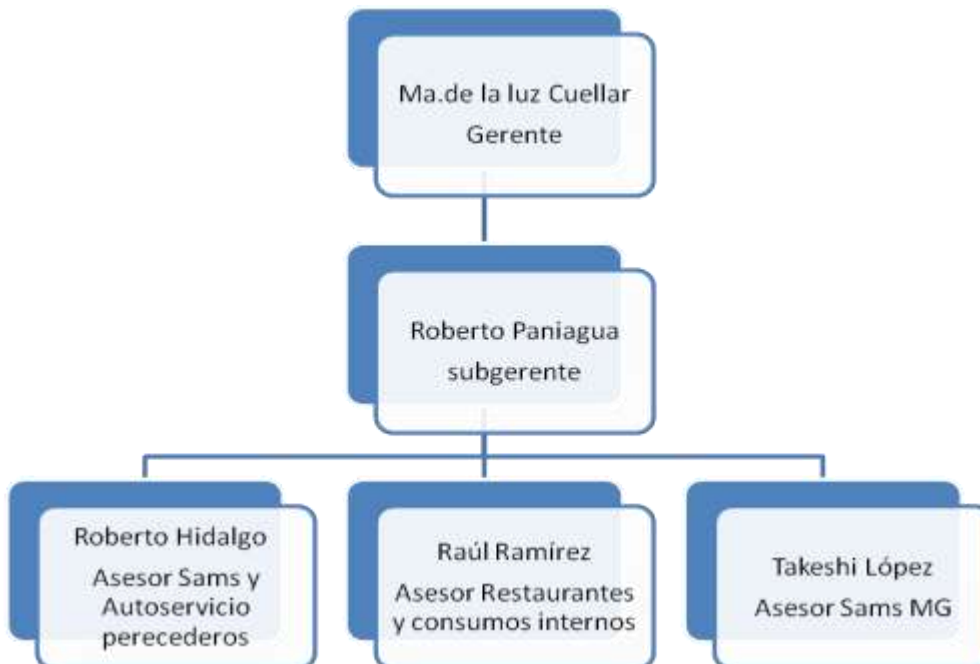 Ma.de la luz Cuellar
Gerente
Roberto Paniagua
subgerente
Roberto Hidalgo
Asesor Sams y
Autoservicio
perecederos
Raúl Ramírez
Asesor Restaurantes
y consumos internos
Takeshi López
Asesor Sams MG